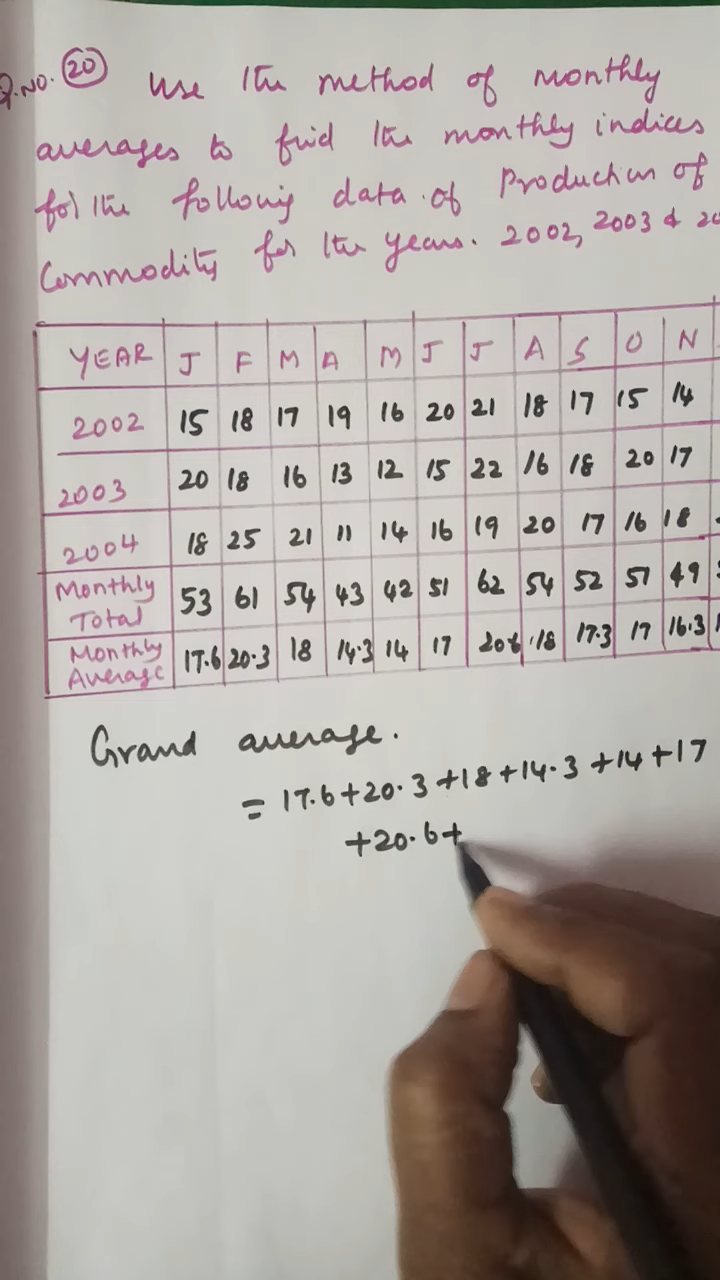 Q.NO. 20 Use the method of monthly
averages to find the monthly indices
for the following data of Production of
Commodity for the years. 2002, 2003 &
YEAR J F M A M J J A S O N
2002 15 18 17 19 16 20 21 18 17 15 14
2003 20 18 16 13 12 15 22 16 18 20 17
2004 18 25 21 11 14 16 19 20 17 16 18
Monthly Total 53 61 54 43 42 51 62 54 52 51 49
Monthly Average 17.6 20.3 18 14.3 14 17 20.6 18 17.3 17 16.3
Grand average.
= 17.6+20.3+18+14.3+14+17
+20.6+